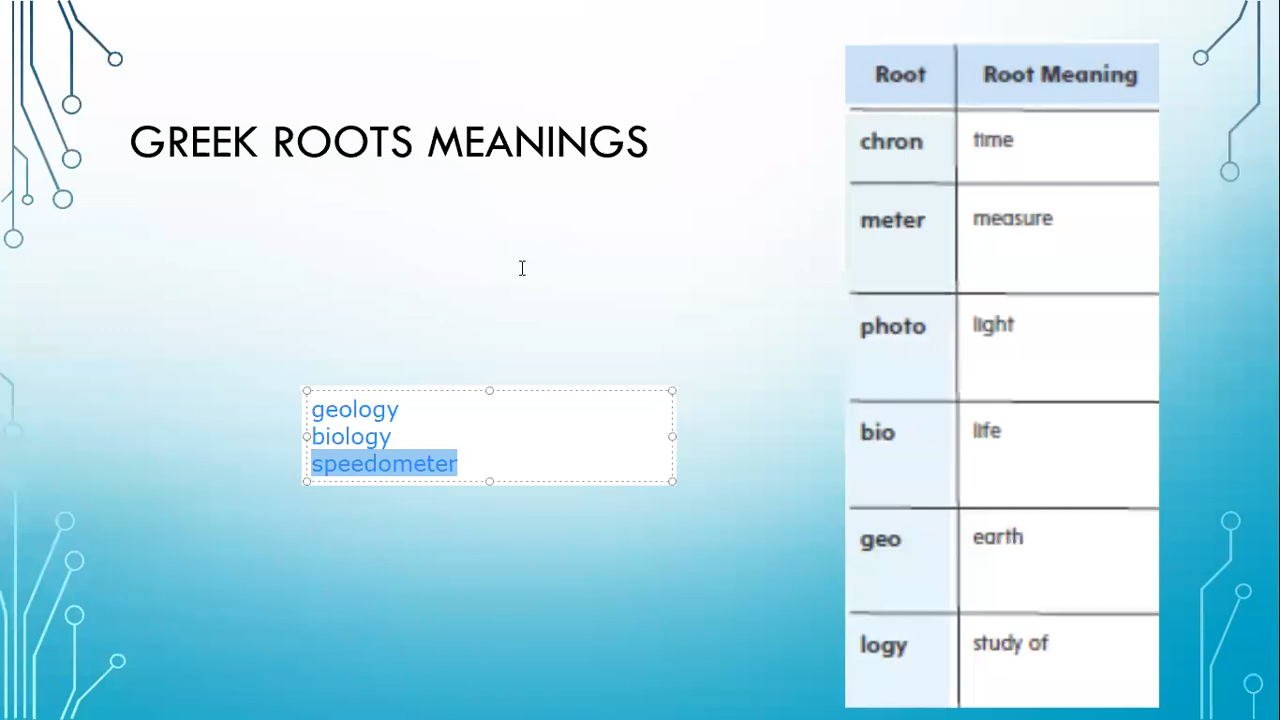 GREEK ROOTS MEANINGS
geology
biology
speedometer
Root Root Meaning
chron time
meter measure
photo light
bio life
geo earth
logy study of